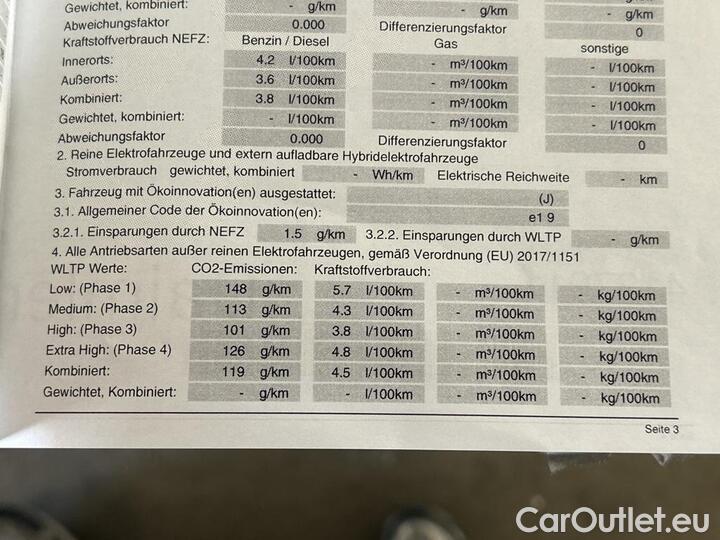 Gewichtet, kombiniert: - g/km - g/km - g/km
Abweichungsfaktor 0.000 Differenzierungsfaktor 0
Kraftstoffverbrauch NEFZ: Benzin / Diesel Gas sonstige
Innerorts: 4.2 l/100km - m³/100km - l/100km
Außerorts: 3.6 l/100km - m³/100km - l/100km
Kombiniert: 3.8 l/100km - m³/100km - l/100km
Gewichtet, kombiniert: - l/100km - m³/100km - l/100km
Abweichungsfaktor 0.000 Differenzierungsfaktor 0
2. Reine Elektrofahrzeuge und extern aufladbare Hybridelektrofahrzeuge
Stromverbrauch gewichtet, kombiniert - Wh/km Elektrische Reichweite - km
3. Fahrzeug mit Ökoinnovation(en) ausgestattet: (J)
3.1. Allgemeiner Code der Ökoinnovation(en): e1 9
3.2.1. Einsparungen durch NEFZ 1.5 g/km 3.2.2. Einsparungen durch WLTP - g/km
4. Alle Antriebsarten außer reinen Elektrofahrzeugen, gemäß Verordnung (EU) 2017/1151
WLTP Werte: CO2-Emissionen: Kraftstoffverbrauch:
Low: (Phase 1) 148 g/km 5.7 l/100km - m³/100km - kg/100km
Medium: (Phase 2) 113 g/km 4.3 l/100km - m³/100km - kg/100km
High: (Phase 3) 101 g/km 3.8 l/100km - m³/100km - kg/100km
Extra High: (Phase 4) 126 g/km 4.8 l/100km - m³/100km - kg/100km
Kombiniert: 119 g/km 4.5 l/100km - m³/100km - kg/100km
Gewichtet, Kombiniert: - g/km - l/100km - m³/100km - kg/100km
Seite 3
CarOutlet.eu